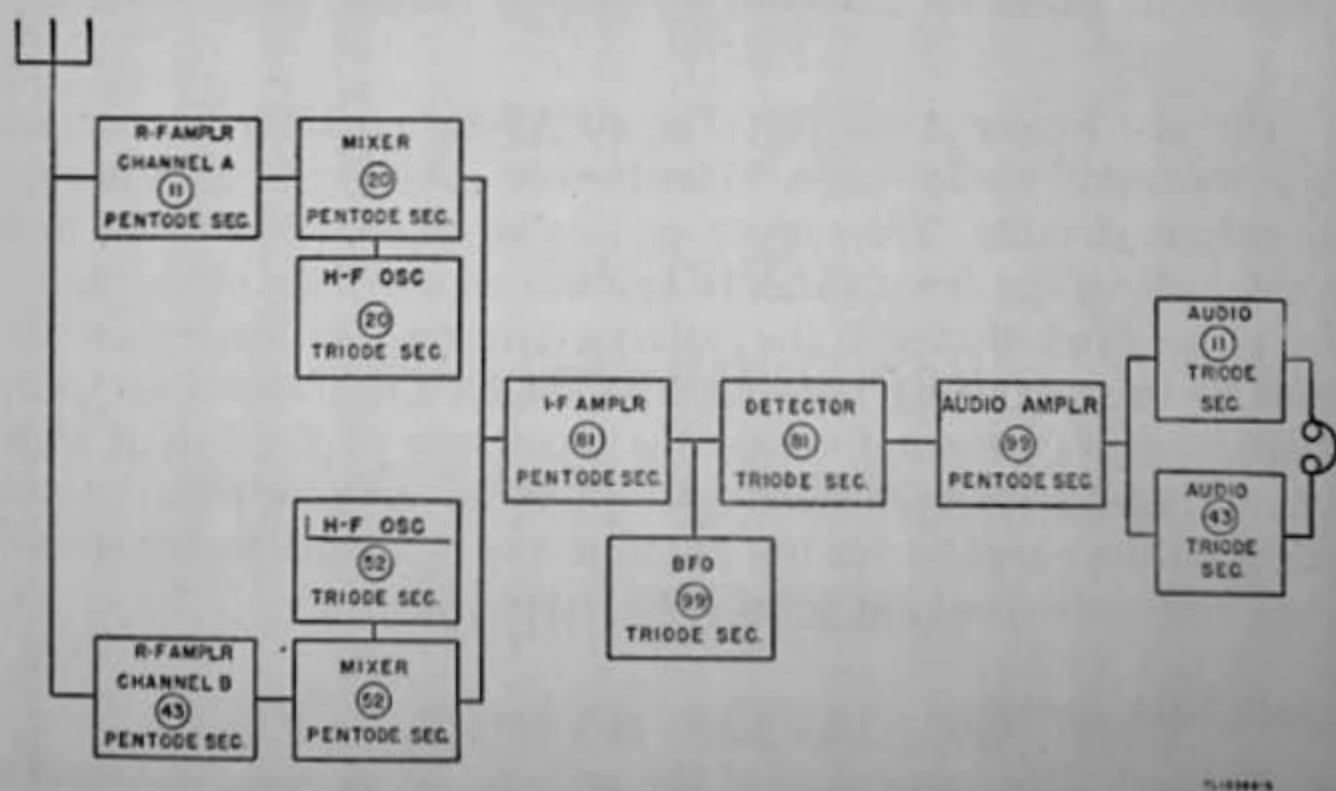 R-F AMPLR
CHANNEL A
11
PENTODE SEC.
MIXER
20
PENTODE SEC.
H-F OSC
20
TRIODE SEC.
I-F AMPLR
81
PENTODE SEC.
DETECTOR
81
TRIODE SEC.
AUDIO AMPLR
99
PENTODE SEC.
AUDIO
11
TRIODE
SEC.
AUDIO
43
TRIODE
SEC.
H-F OSC
52
TRIODE SEC.
BFO
99
TRIODE SEC.
R-F AMPLR
CHANNEL B
43
PENTODE SEC.
MIXER
52
PENTODE SEC.